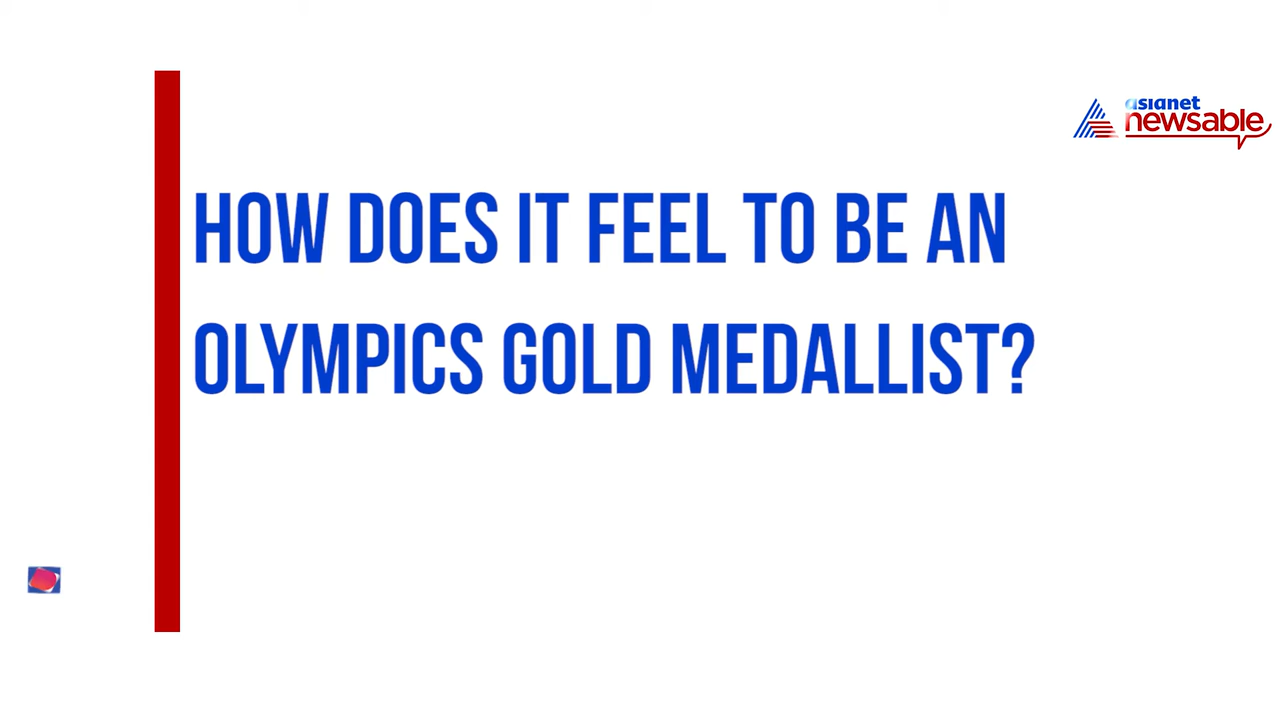 asianet
newsable
HOW DOES IT FEEL TO BE AN
OLYMPICS GOLD MEDALLIST?